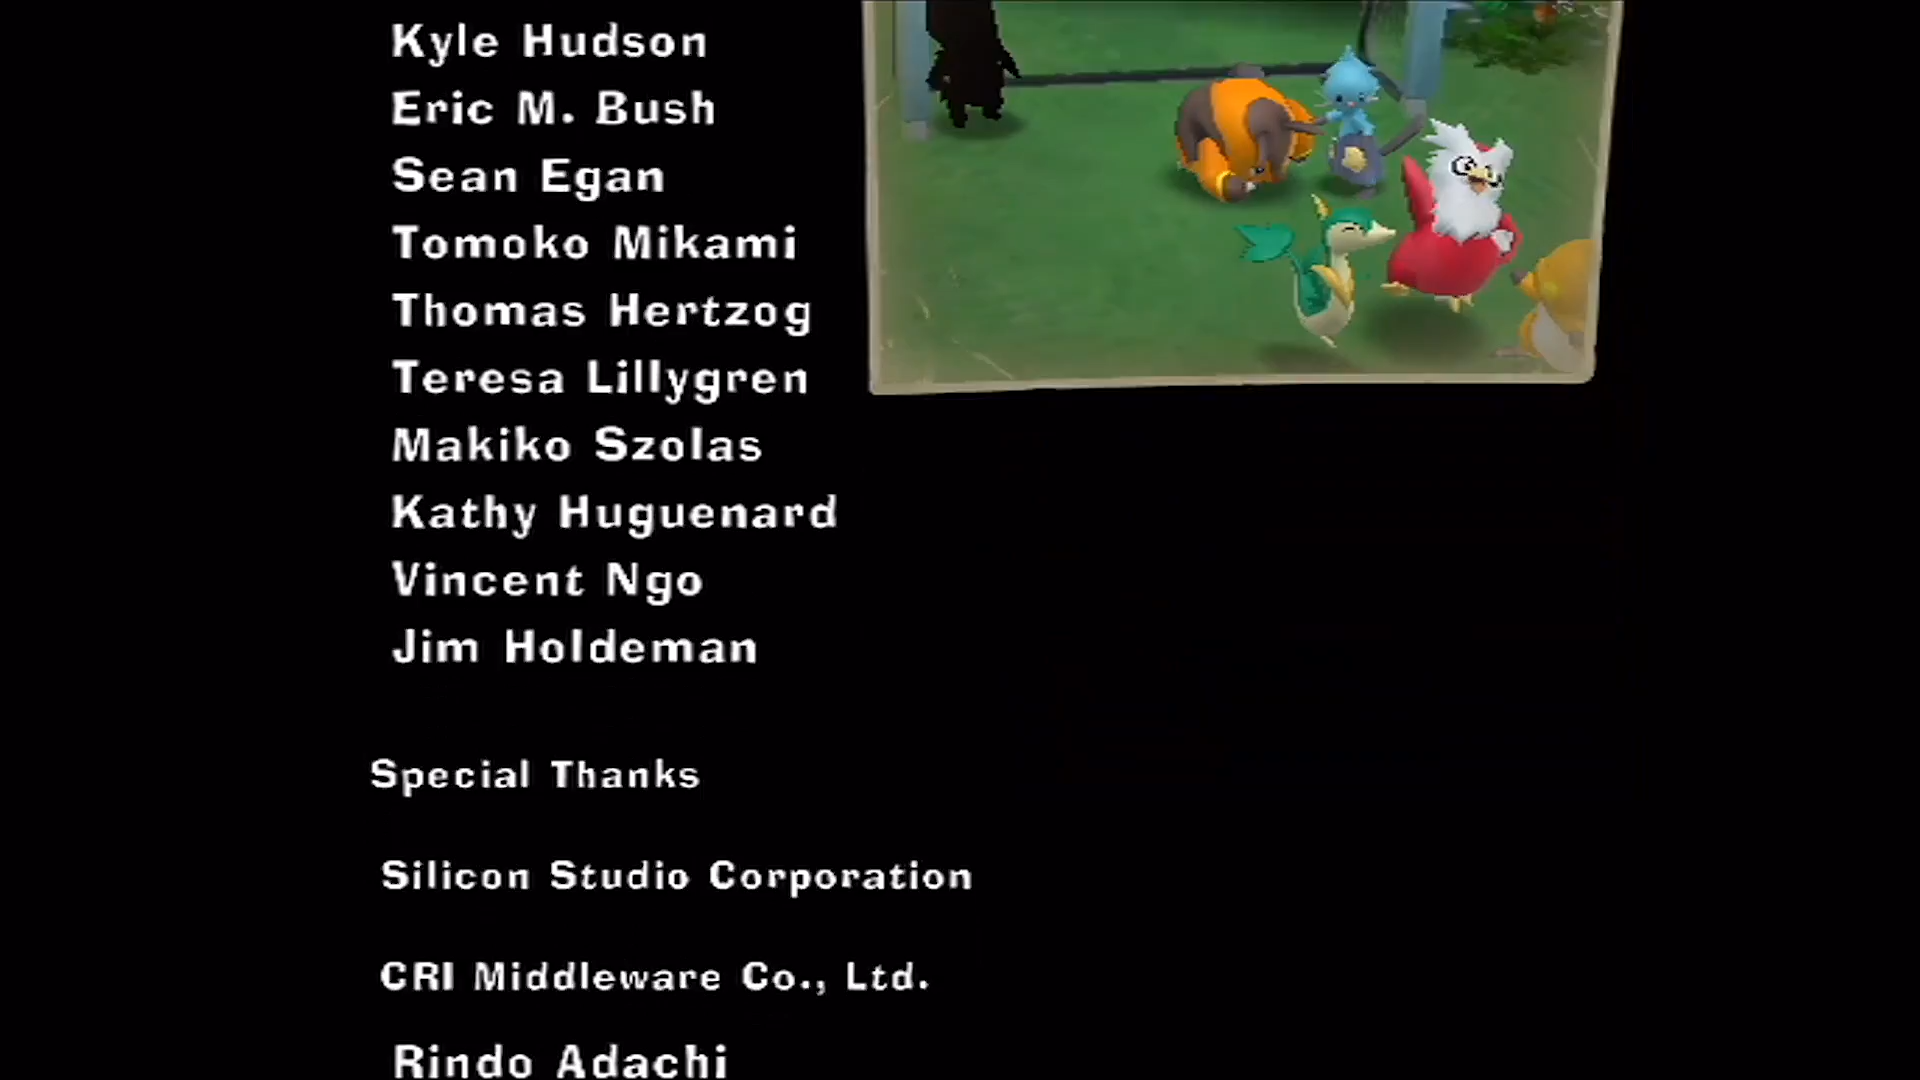 Kyle Hudson
Eric M. Bush
Sean Egan
Tomoko Mikami
Thomas Hertzog
Teresa Lillygren
Makiko Szolas
Kathy Huguenard
Vincent Ngo
Jim Holdeman
Special Thanks
Silicon Studio Corporation
CRI Middleware Co., Ltd.
Rindo Adachi